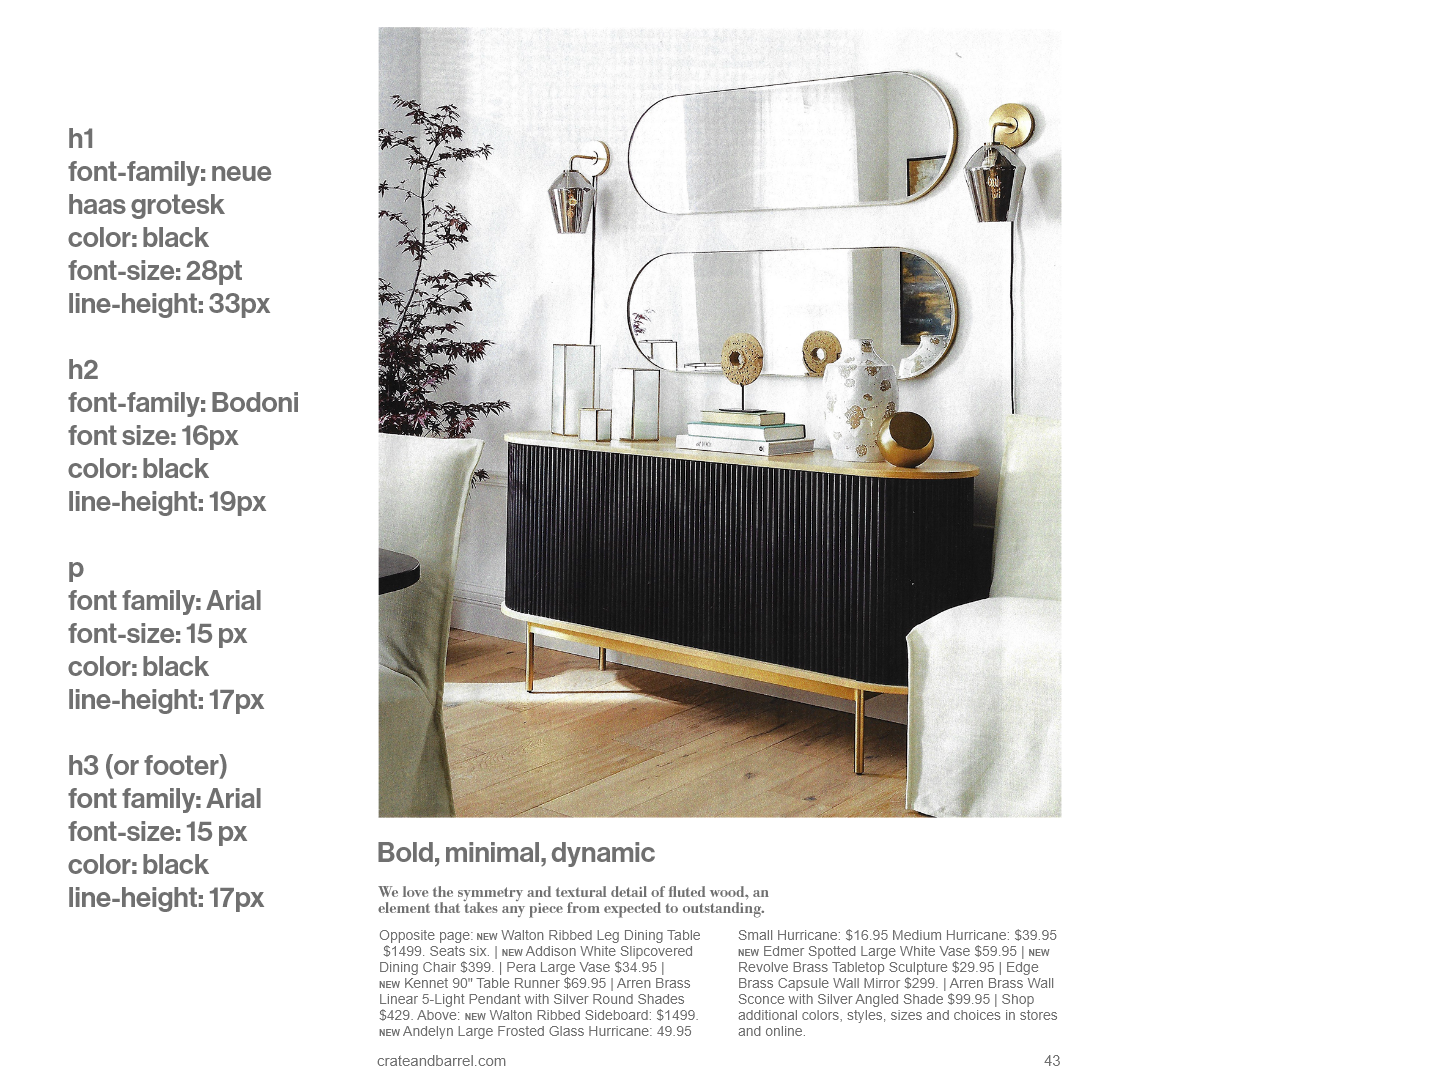 h1
font-family: neue
haas grotesk
color: black
font-size: 28pt
line-height: 33px
h2
font-family: Bodoni
font size: 16px
color: black
line-height: 19px
p
font family: Arial
font-size: 15 px
color: black
line-height: 17px
h3 (or footer)
font family: Arial
font-size: 15 px
color: black
line-height: 17px
Bold, minimal, dynamic
We love the symmetry and textural detail of fluted wood, an
element that takes any piece from expected to outstanding.
Opposite page: NEW Walton Ribbed Leg Dining Table
$1499. Seats six. | NEW Addison White Slipcovered
Dining Chair $399. | Pera Large Vase $34.95 |
NEW Kennet 90" Table Runner $69.95 | Arren Brass
Linear 5-Light Pendant with Silver Round Shades
$429. Above: NEW Walton Ribbed Sideboard: $1499.
NEW Andelyn Large Frosted Glass Hurricane: 49.95
Small Hurricane: $16.95 Medium Hurricane: $39.95
NEW Edmer Spotted Large White Vase $59.95 | NEW
Revolve Brass Tabletop Sculpture $29.95 | Edge
Brass Capsule Wall Mirror $299. | Arren Brass Wall
Sconce with Silver Angled Shade $99.95 | Shop
additional colors, styles, sizes and choices in stores
and online.
crateandbarrel.com
43